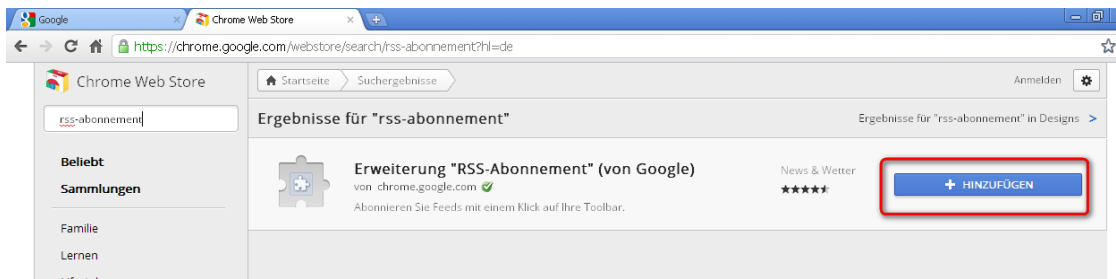 Google
Chrome Web Store
https://chrome.google.com/webstore/search/rss-abonnement?hl=de
Chrome Web Store
Startseite
Suchergebnisse
Anmelden
rss-abonnement
Ergebnisse für "rss-abonnement"
Ergebnisse für "rss-abonnement" in Designs >
Beliebt
Sammlungen
Familie
Lernen
Erweiterung "RSS-Abonnement" (von Google)
von chrome.google.com
Abonnieren Sie Feeds mit einem Klick auf Ihre Toolbar.
News & Wetter
+ HINZUFÜGEN